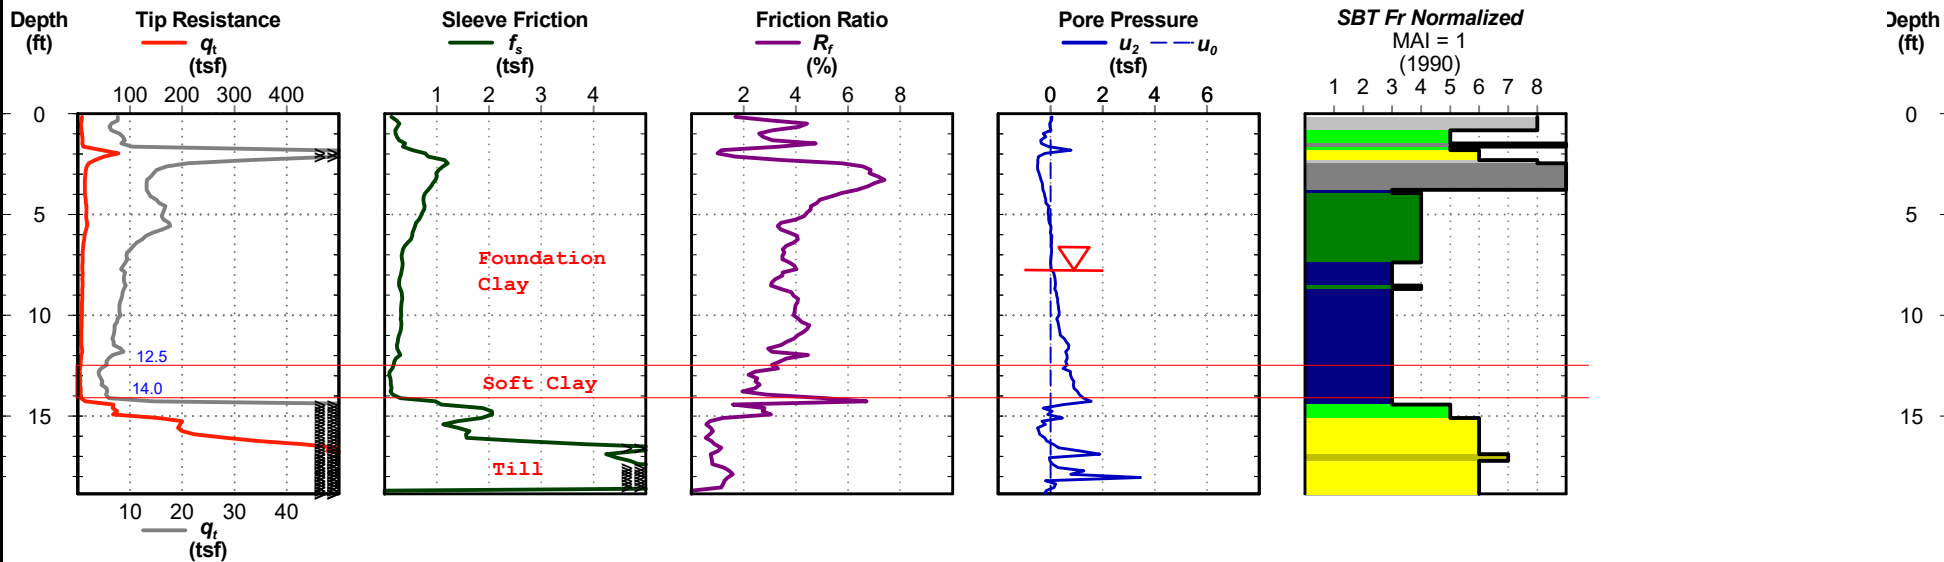 Depth
(ft)
Tip Resistance
qt
(tsf)
100 200 300 400
Sleeve Friction
fs
(tsf)
1 2 3 4
Friction Ratio
Rf
(%)
2 4 6 8
Pore Pressure
u2 u0
(tsf)
0 2 4 6
SBT Fr Normalized
MAI = 1
(1990)
1 2 3 4 5 6 7 8
Depth
(ft)
0
5
10
15
12.5
14.0
Foundation
Clay
Soft Clay
Till
0
5
10
15
10 20 30 40
qt
(tsf)